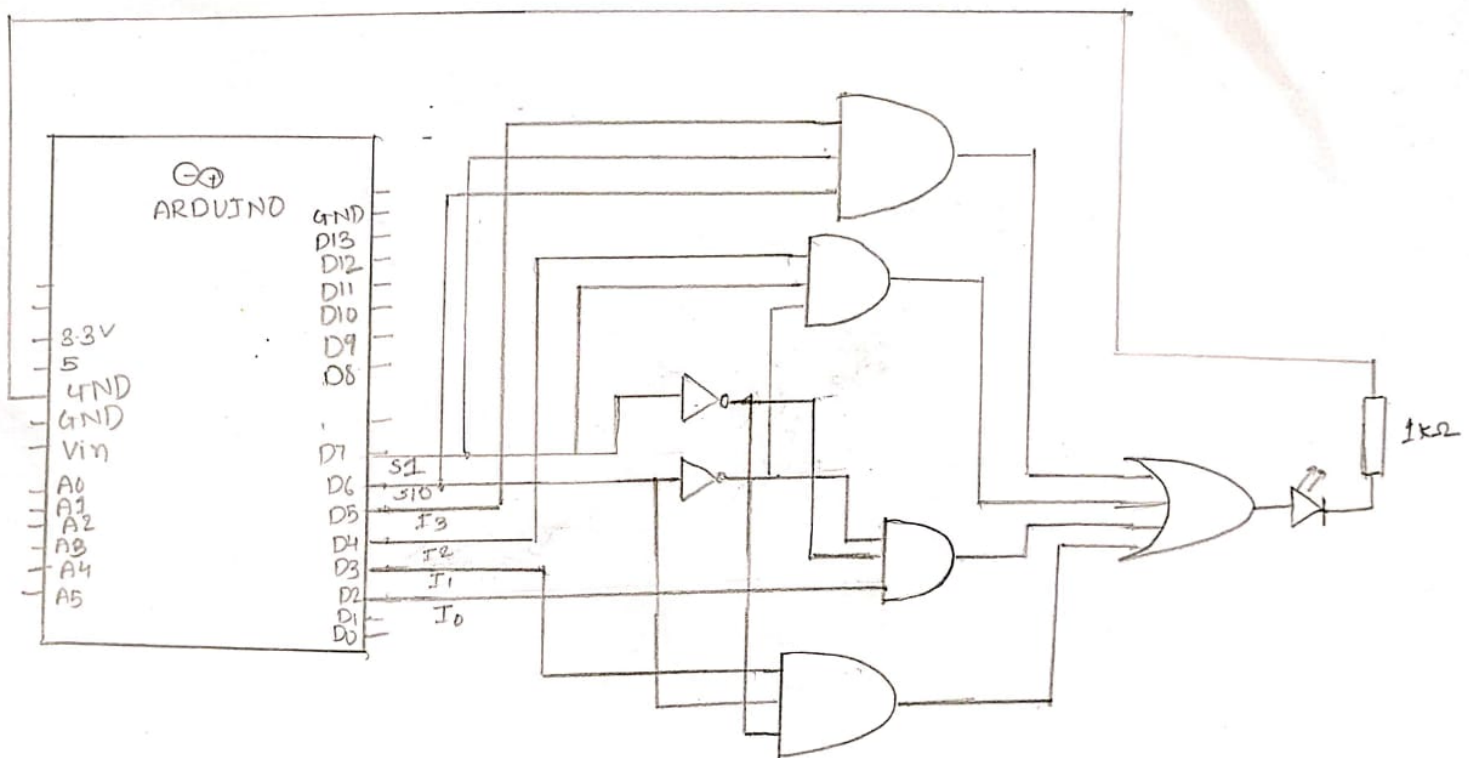 ARDUINO
GND
D13
D12
D11
D10
D9
D8
D7
D6
D5
D4
D3
D2
D1
D0
3.3V
5
GND
GND
Vin
A0
A1
A2
A3
A4
A5
S1
S10
I3
I2
I1
I0
1kΩ